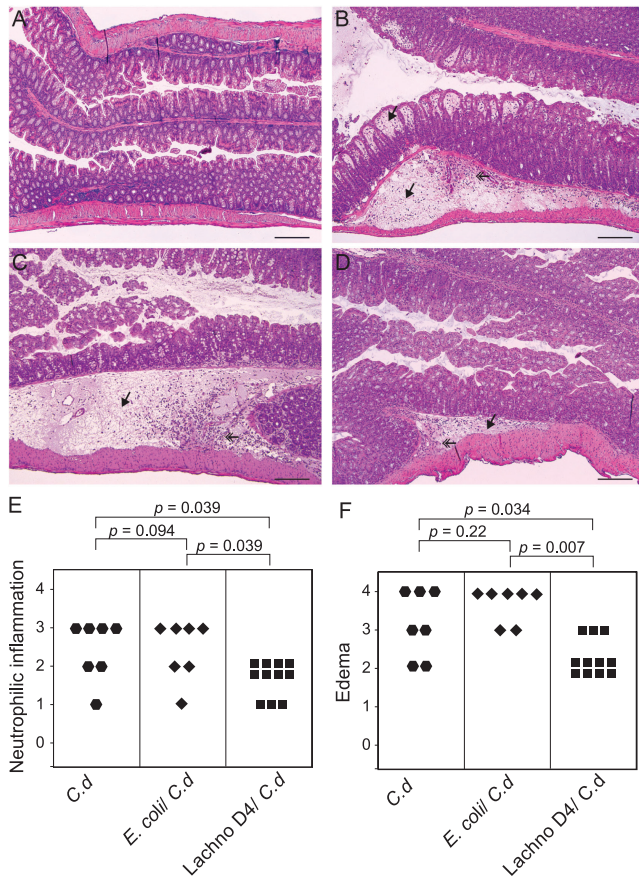 A
B
C
D
E
p = 0.039
p = 0.094
p = 0.039
Neutrophilic inflammation
4
3
2
1
0
C.d
E. coli/ C.d
Lachno D4/ C.d
F
p = 0.034
p = 0.22
p = 0.007
Edema
4
3
2
1
0
C.d
E. coli/ C.d
Lachno D4/ C.d